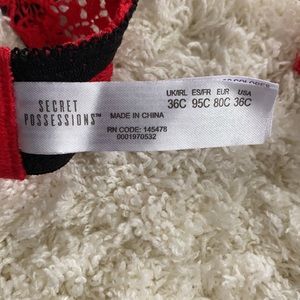 SECRET
POSSESSIONS™
MADE IN CHINA
RN CODE: 145478
0001970532
UK/IRL ES/FR EUR USA
36C 95C 80C 36C